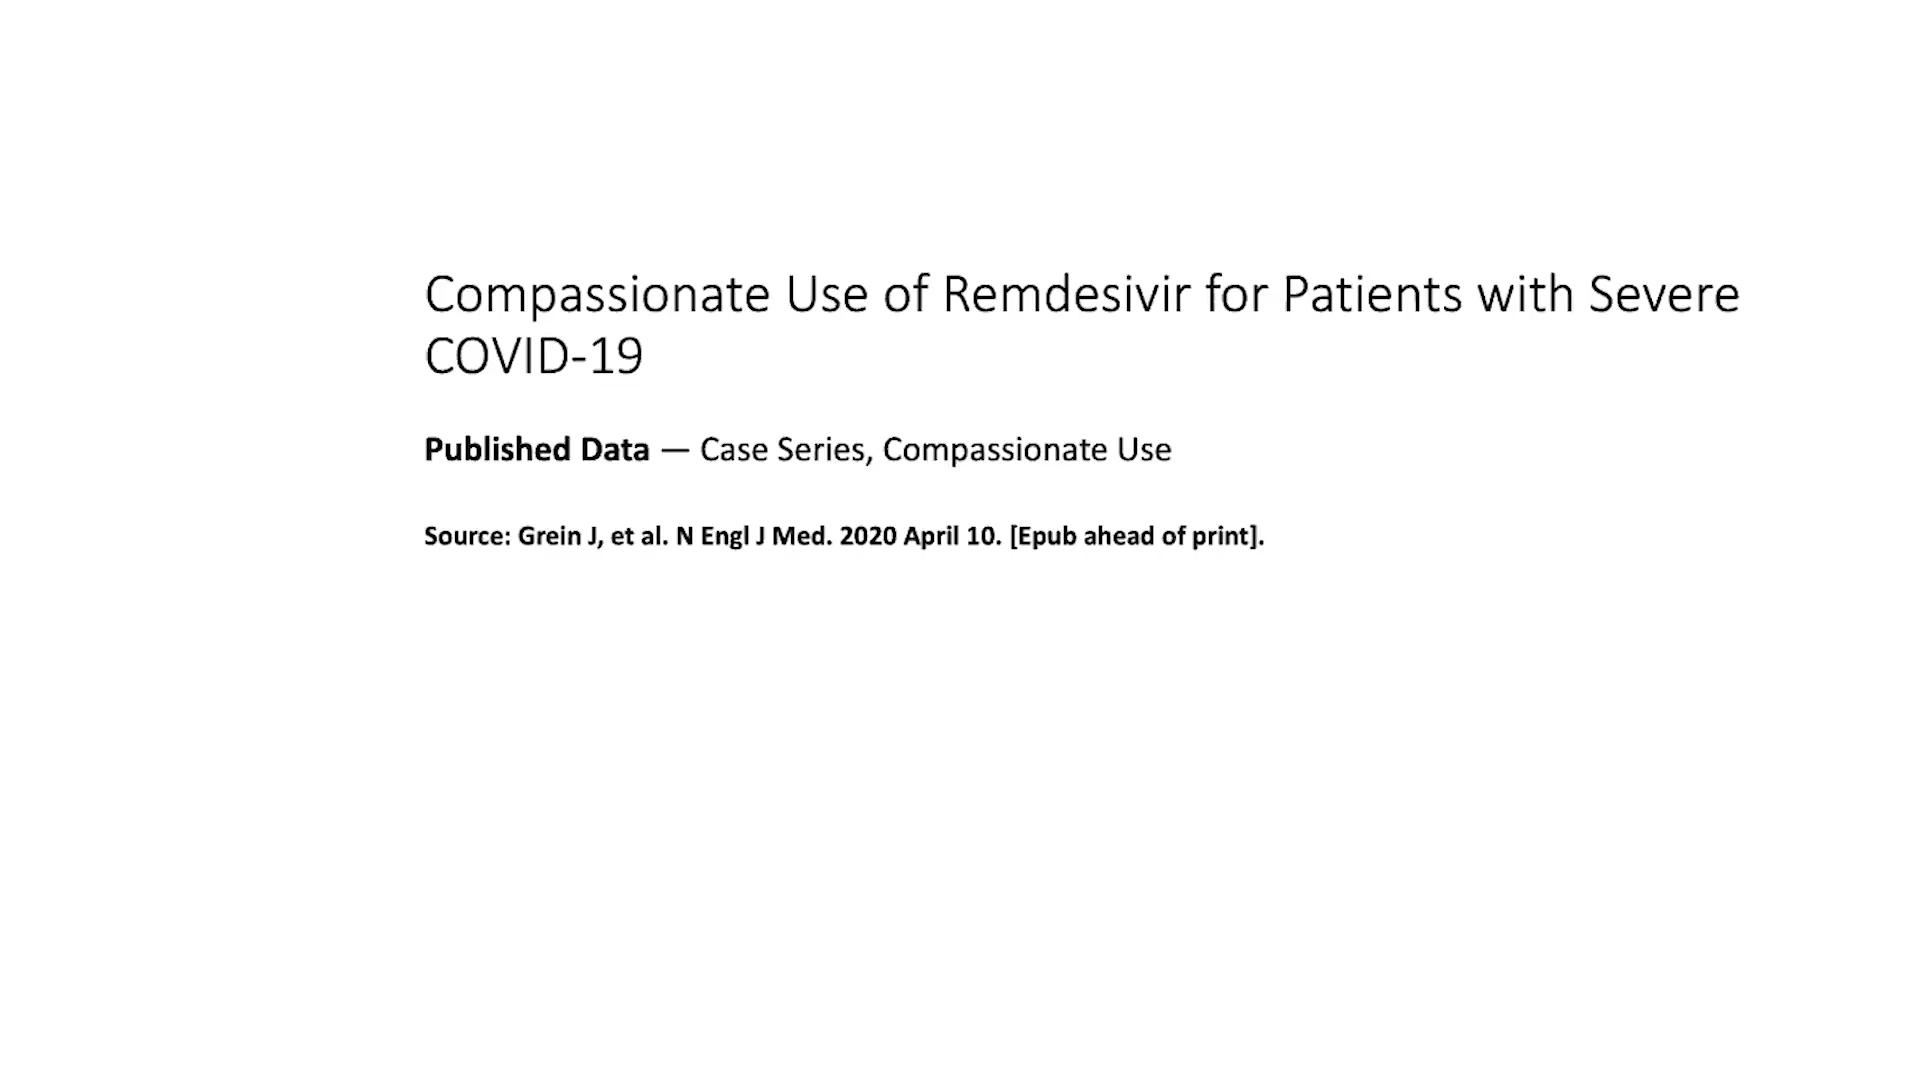 Compassionate Use of Remdesivir for Patients with Severe
COVID-19
Published Data — Case Series, Compassionate Use
Source: Grein J, et al. N Engl J Med. 2020 April 10. [Epub ahead of print].